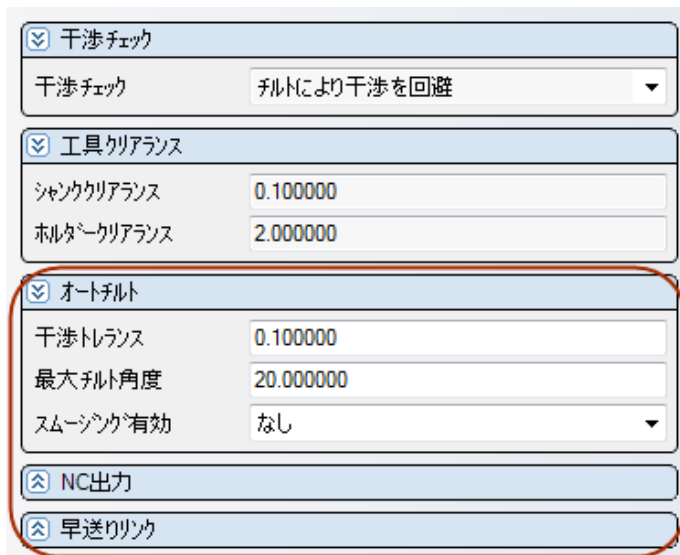 干渉ﾁｪｯｸ
干渉ﾁｪｯｸ ﾁﾙﾄにより干渉を回避
工具ｸﾘｱﾗﾝｽ
ｼｬﾝｸｸﾘｱﾗﾝｽ 0.100000
ﾎﾙﾀﾞｰｸﾘｱﾗﾝｽ 2.000000
ｵｰﾄﾁﾙﾄ
干渉ﾄﾚﾗﾝｽ 0.100000
最大ﾁﾙﾄ角度 20.000000
ｽﾑｰｼﾞﾝｸﾞ有効 なし
NC出力
早送りﾘﾝｸ